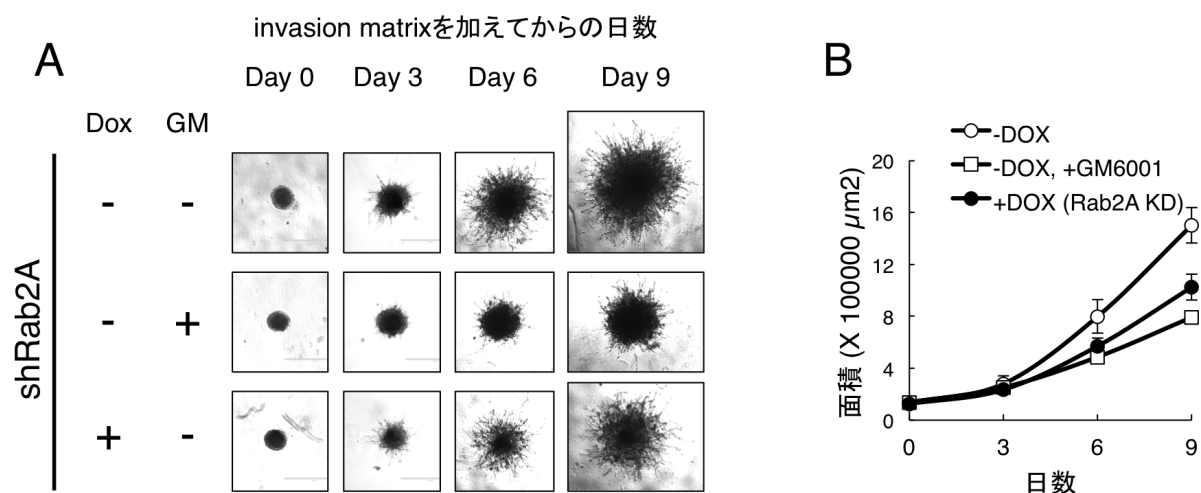 invasion matrixを加えてからの日数
A
Day 0 Day 3 Day 6 Day 9
Dox GM
- -
- +
+ -
shRab2A
B
-DOX
-DOX, +GM6001
+DOX (Rab2A KD)
面積 (X 100000 µm2)
20
16
12
8
4
0
0 3 6 9
日数